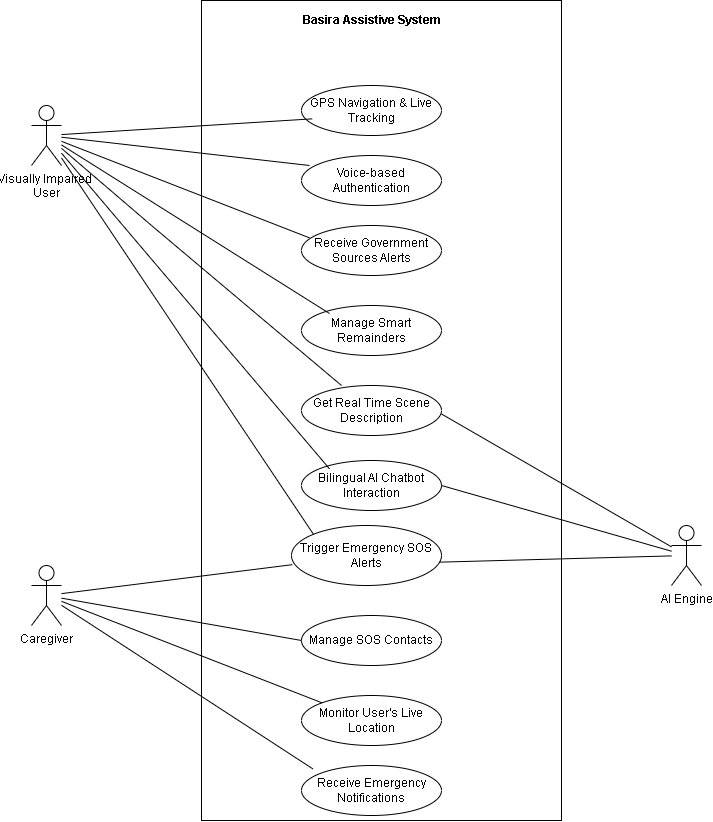 Basira Assistive System
GPS Navigation & Live
Tracking
Voice-based
Authentication
Visually Impaired
User
Receive Government
Sources Alerts
Manage Smart
Remainders
Get Real Time Scene
Description
Bilingual AI Chatbot
Interaction
Trigger Emergency SOS
Alerts
AI Engine
Caregiver
Manage SOS Contacts
Monitor User's Live
Location
Receive Emergency
Notifications